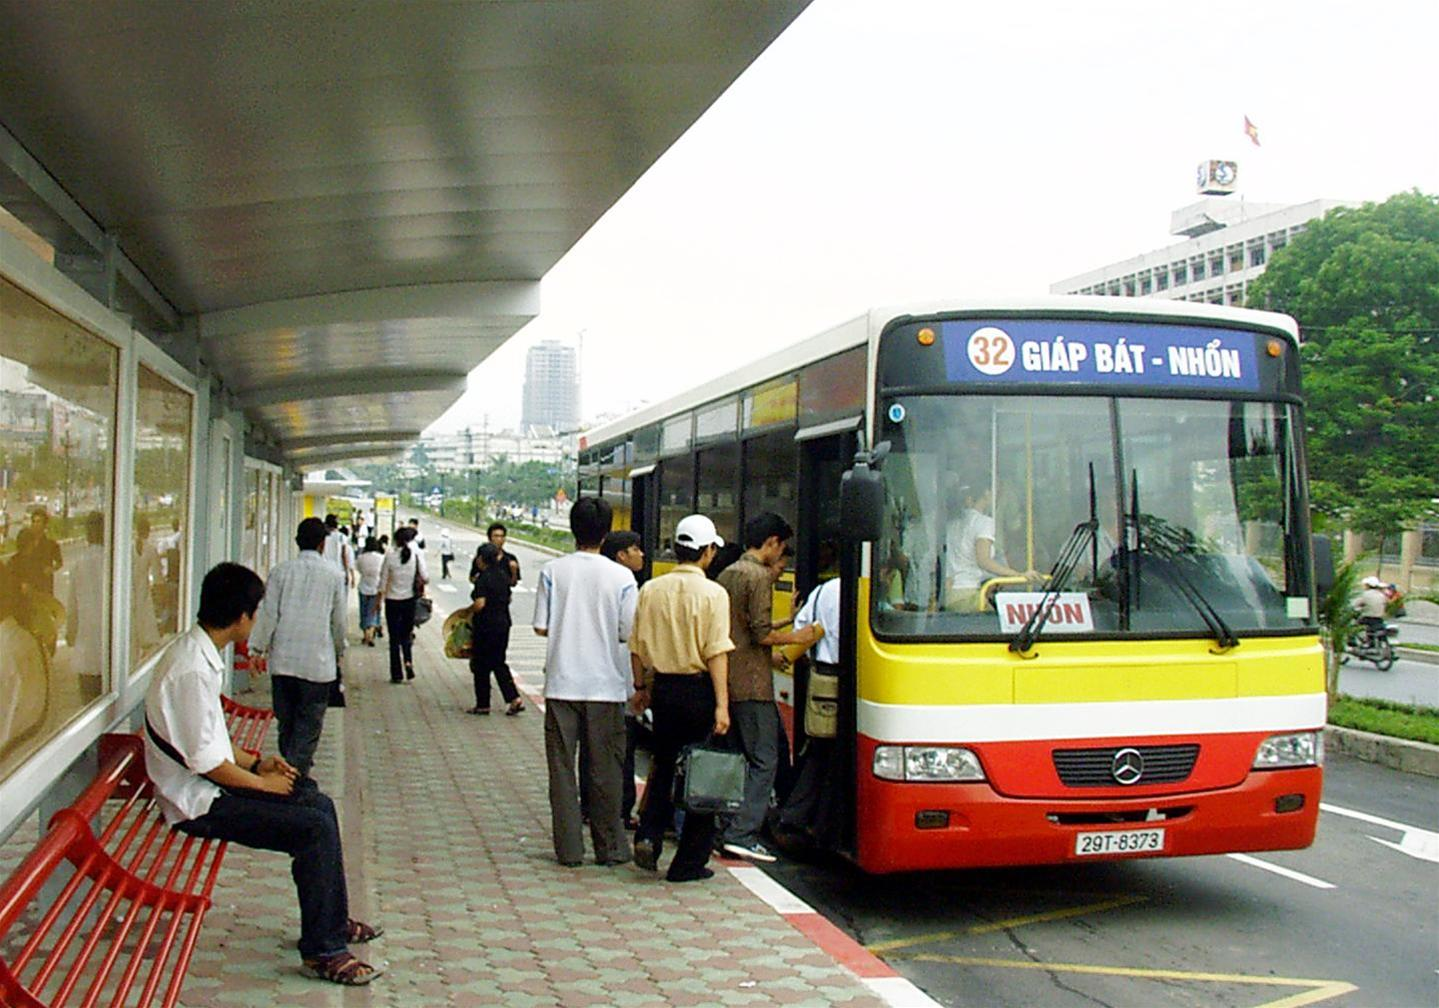 32 GIÁP BÁT - NHỔN
NHỔN
29T-8373